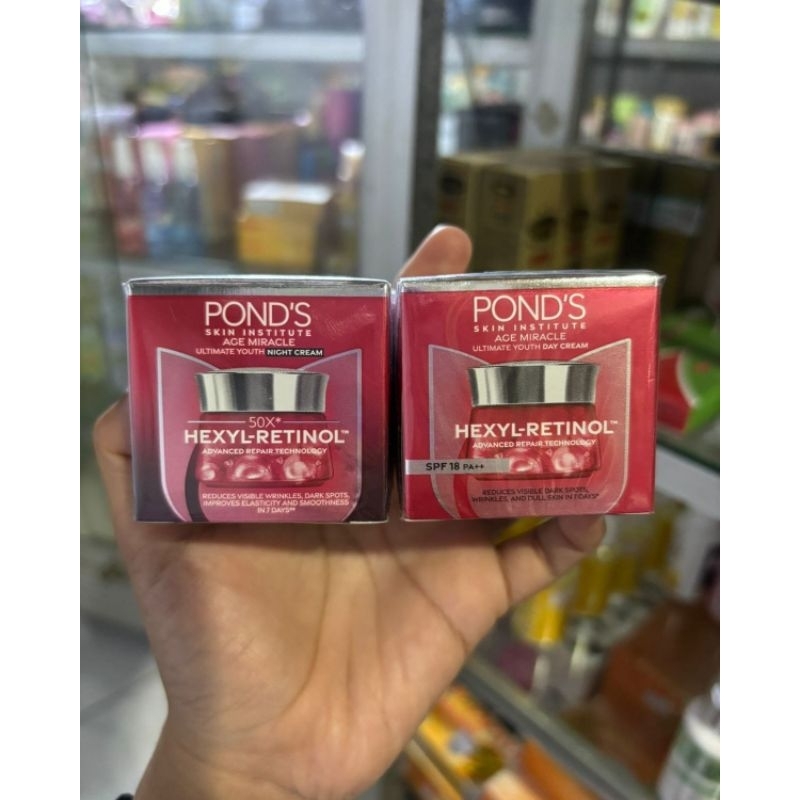 POND'S
SKIN INSTITUTE
AGE MIRACLE
ULTIMATE YOUTH NIGHT CREAM
50X*
HEXYL-RETINOL™
ADVANCED REPAIR TECHNOLOGY
REDUCES VISIBLE WRINKLES, DARK SPOTS,
IMPROVES ELASTICITY AND SMOOTHNESS
IN 7 DAYS**
POND'S
SKIN INSTITUTE
AGE MIRACLE
ULTIMATE YOUTH DAY CREAM
HEXYL-RETINOL™
ADVANCED REPAIR TECHNOLOGY
SPF 18 PA++
REDUCES VISIBLE DARK SPOTS,
WRINKLES, AND DULL SKIN IN 7 DAYS*